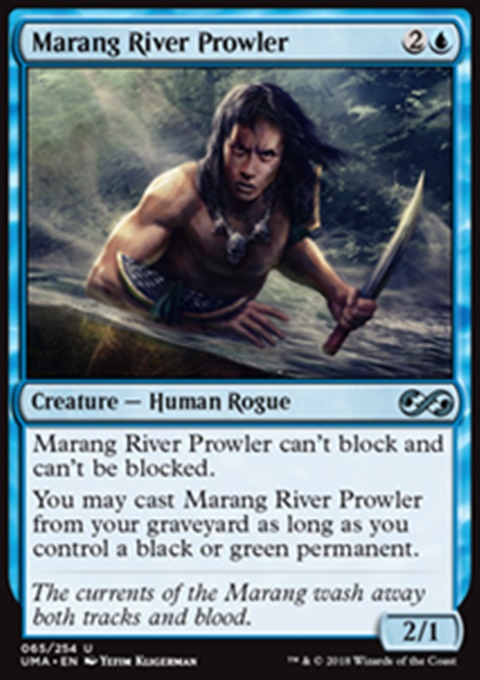 Marang River Prowler 2
Creature — Human Rogue
Marang River Prowler can't block and
can't be blocked.
You may cast Marang River Prowler
from your graveyard as long as you
control a black or green permanent.
The currents of the Marang wash away
both tracks and blood.
2/1
065/254 U
UMA • EN Yefim Kligerman
™ & © 2018 Wizards of the Coast